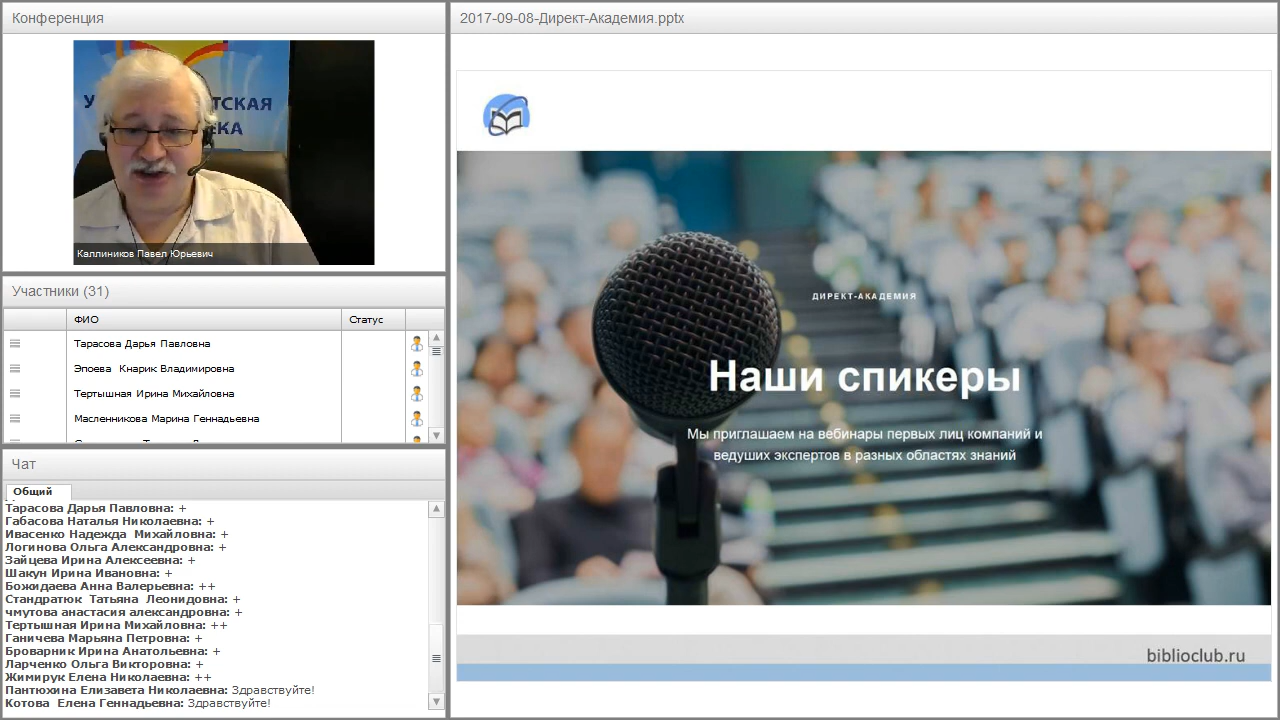 Конференция
У ТСКАЯ
ЕКА
Каллиников Павел Юрьевич
Участники (31)
ФИО Статус
Тарасова Дарья Павловна
Эпоева Кнарик Владимировна
Тертышная Ирина Михайловна
Масленникова Марина Геннадьевна
Чат
Общий
Тарасова Дарья Павловна: +
Габасова Наталья Николаевна: +
Ивасенко Надежда Михайловна: +
Логинова Ольга Александровна: +
Зайцева Ирина Алексеевна: +
Шакун Ирина Ивановна: +
Божидаева Анна Валерьевна: ++
Стандратюк Татьяна Леонидовна: +
чмутова анастасия александровна: +
Тертышная Ирина Михайловна: ++
Ганичева Марьяна Петровна: +
Броварник Ирина Анатольевна: +
Ларченко Ольга Викторовна: +
Жимирук Елена Николаевна: ++
Пантюхина Елизавета Николаевна: Здравствуйте!
Котова Елена Геннадьевна: Здравствуйте!
2017-09-08-Директ-Академия.pptx
ДИРЕКТ-АКАДЕМИЯ
Наши спикеры
Мы приглашаем на вебинары первых лиц компаний и
ведуших экспертов в разных областях знаний
biblioclub.ru